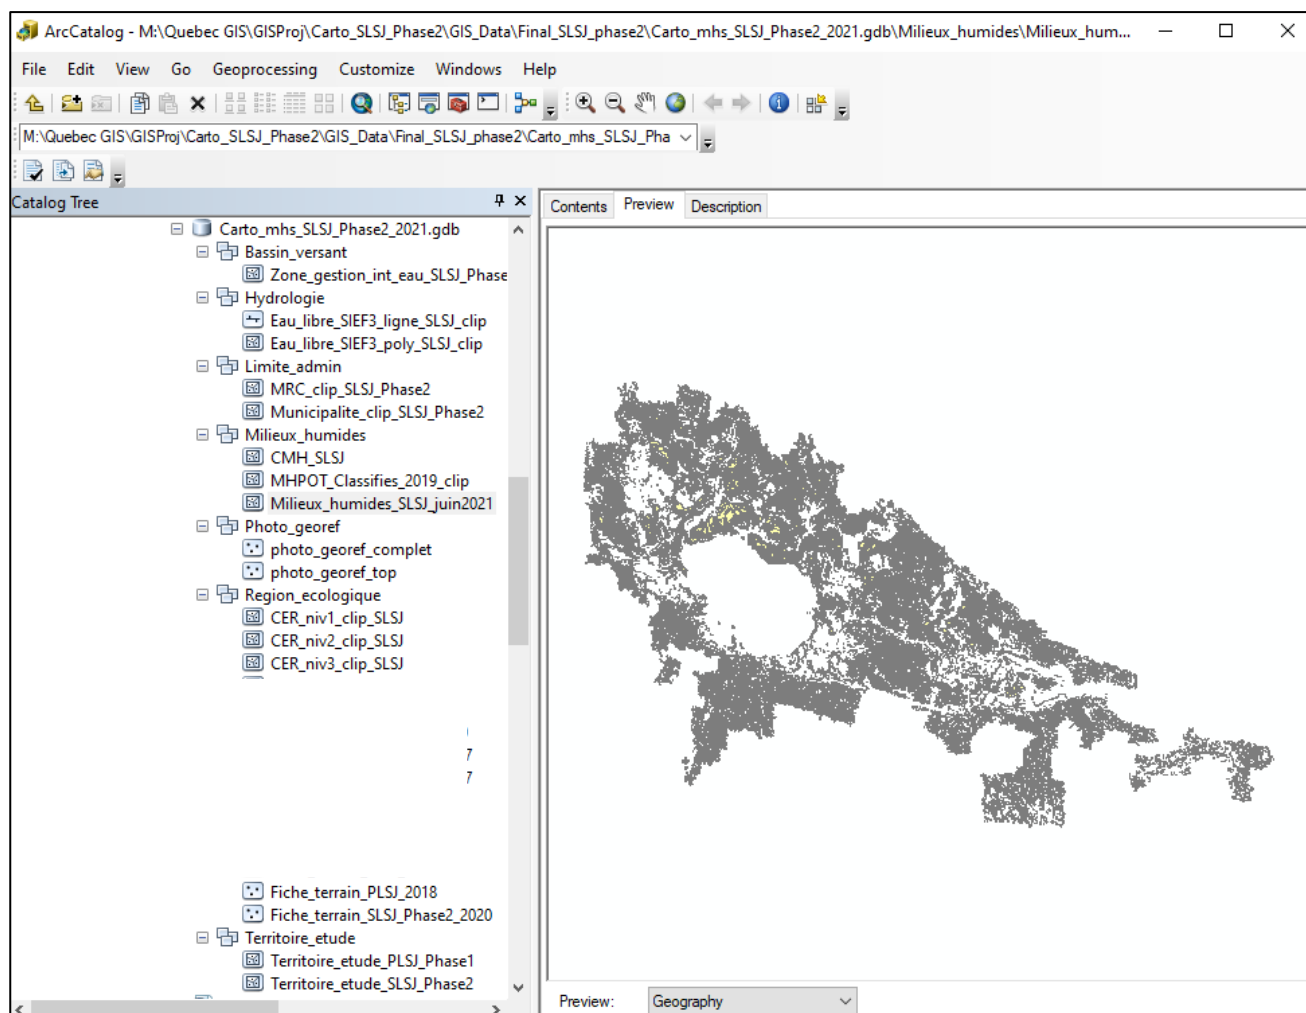 ArcCatalog - M:\Quebec GIS\GISProj\Carto_SLSJ_Phase2\GIS_Data\Final_SLSJ_phase2\Carto_mhs_SLSJ_Phase2_2021.gdb\Milieux_humides\Milieux_hum...
File Edit View Go Geoprocessing Customize Windows Help
M:\Quebec GIS\GISProj\Carto_SLSJ_Phase2\GIS_Data\Final_SLSJ_phase2\Carto_mhs_SLSJ_Pha
Catalog Tree
Contents Preview Description
Carto_mhs_SLSJ_Phase2_2021.gdb
Bassin_versant
Zone_gestion_int_eau_SLSJ_Phase
Hydrologie
Eau_libre_SIEF3_ligne_SLSJ_clip
Eau_libre_SIEF3_poly_SLSJ_clip
Limite_admin
MRC_clip_SLSJ_Phase2
Municipalite_clip_SLSJ_Phase2
Milieux_humides
CMH_SLSJ
MHPOT_Classifies_2019_clip
Milieux_humides_SLSJ_juin2021
Photo_georef
photo_georef_complet
photo_georef_top
Region_ecologique
CER_niv1_clip_SLSJ
CER_niv2_clip_SLSJ
CER_niv3_clip_SLSJ
7
7
Fiche_terrain_PLSJ_2018
Fiche_terrain_SLSJ_Phase2_2020
Territoire_etude
Territoire_etude_PLSJ_Phase1
Territoire_etude_SLSJ_Phase2
Preview: Geography